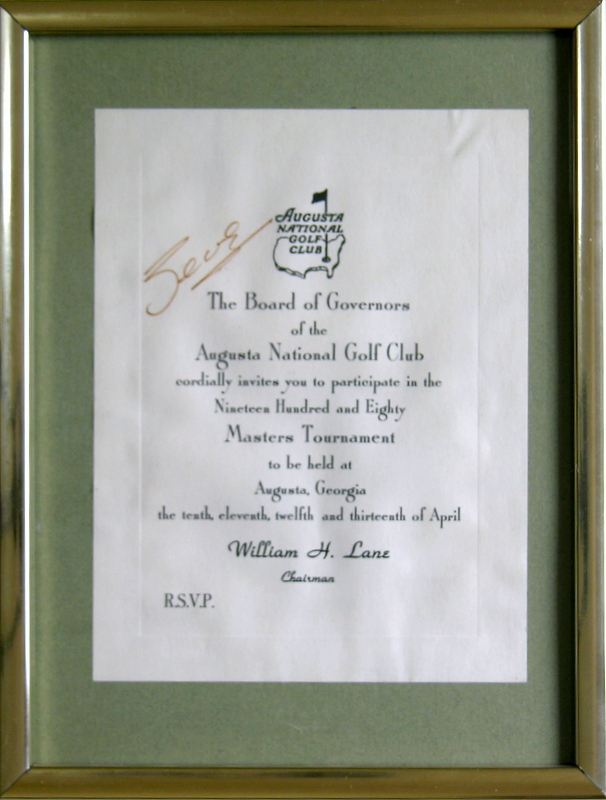 AUGUSTA
NATIONAL
GOLF
CLUB
Seve
The Board of Governors
of the
Augusta National Golf Club
cordially invites you to participate in the
Nineteen Hundred and Eighty
Masters Tournament
to be held at
Augusta, Georgia
the tenth, eleventh, twelfth and thirteenth of April
William H. Lane
Chairman
R.S.V.P.